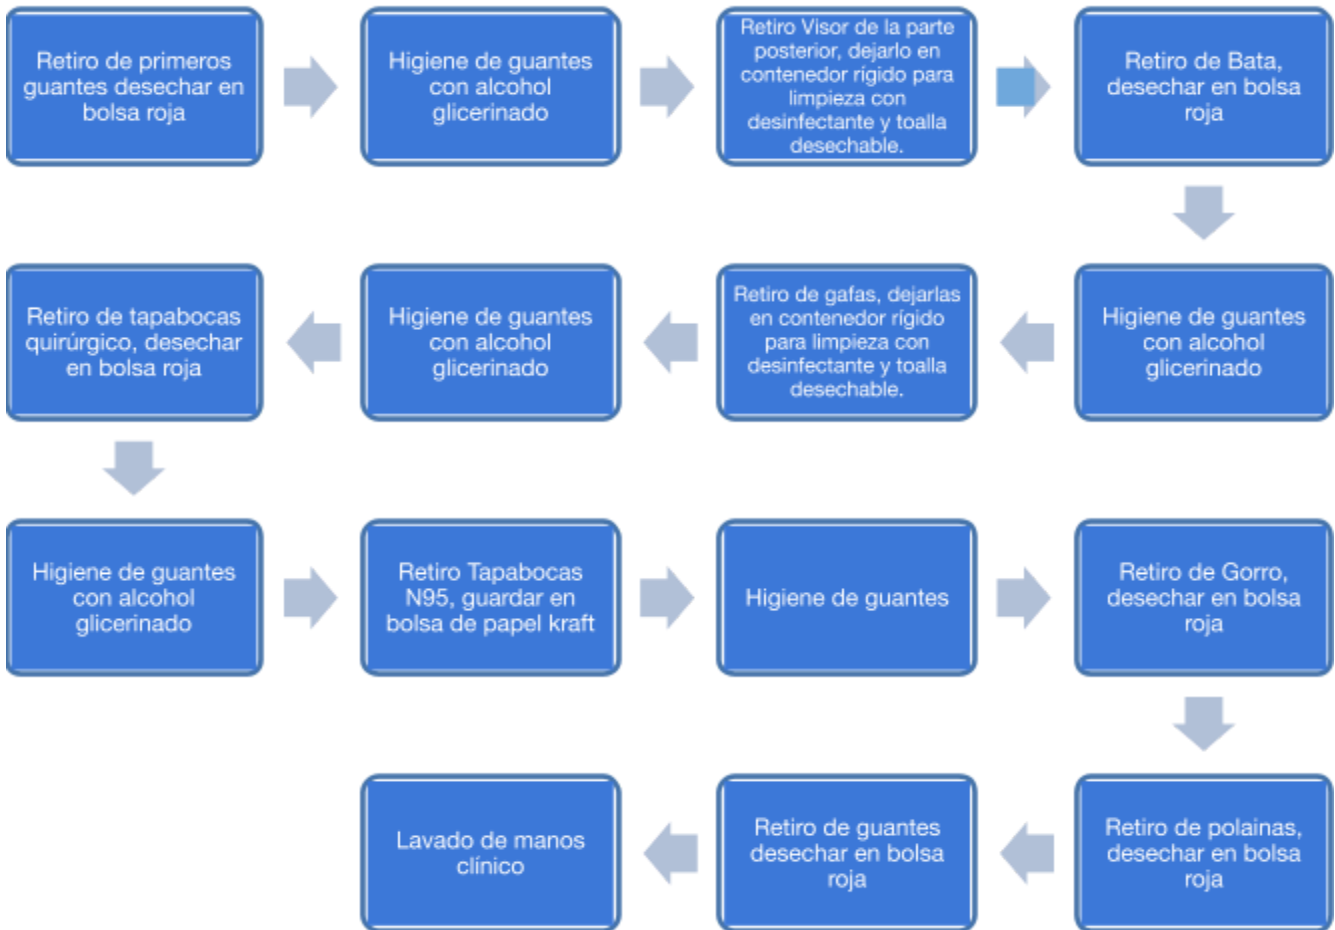 Retiro de primeros
guantes desechar en
bolsa roja
Higiene de guantes
con alcohol
glicerinado
Retiro Visor de la parte
posterior, dejarlo en
contenedor rígido para
limpieza con
desinfectante y toalla
desechable.
Retiro de Bata,
desechar en bolsa
roja
Higiene de guantes
con alcohol
glicerinado
Retiro de gafas, dejarlas
en contenedor rígido
para limpieza con
desinfectante y toalla
desechable.
Higiene de guantes
con alcohol
glicerinado
Retiro de tapabocas
quirúrgico, desechar
en bolsa roja
Higiene de guantes
con alcohol
glicerinado
Retiro Tapabocas
N95, guardar en
bolsa de papel kraft
Higiene de guantes
Retiro de Gorro,
desechar en bolsa
roja
Retiro de polainas,
desechar en bolsa
roja
Retiro de guantes
desechar en bolsa
roja
Lavado de manos
clínico